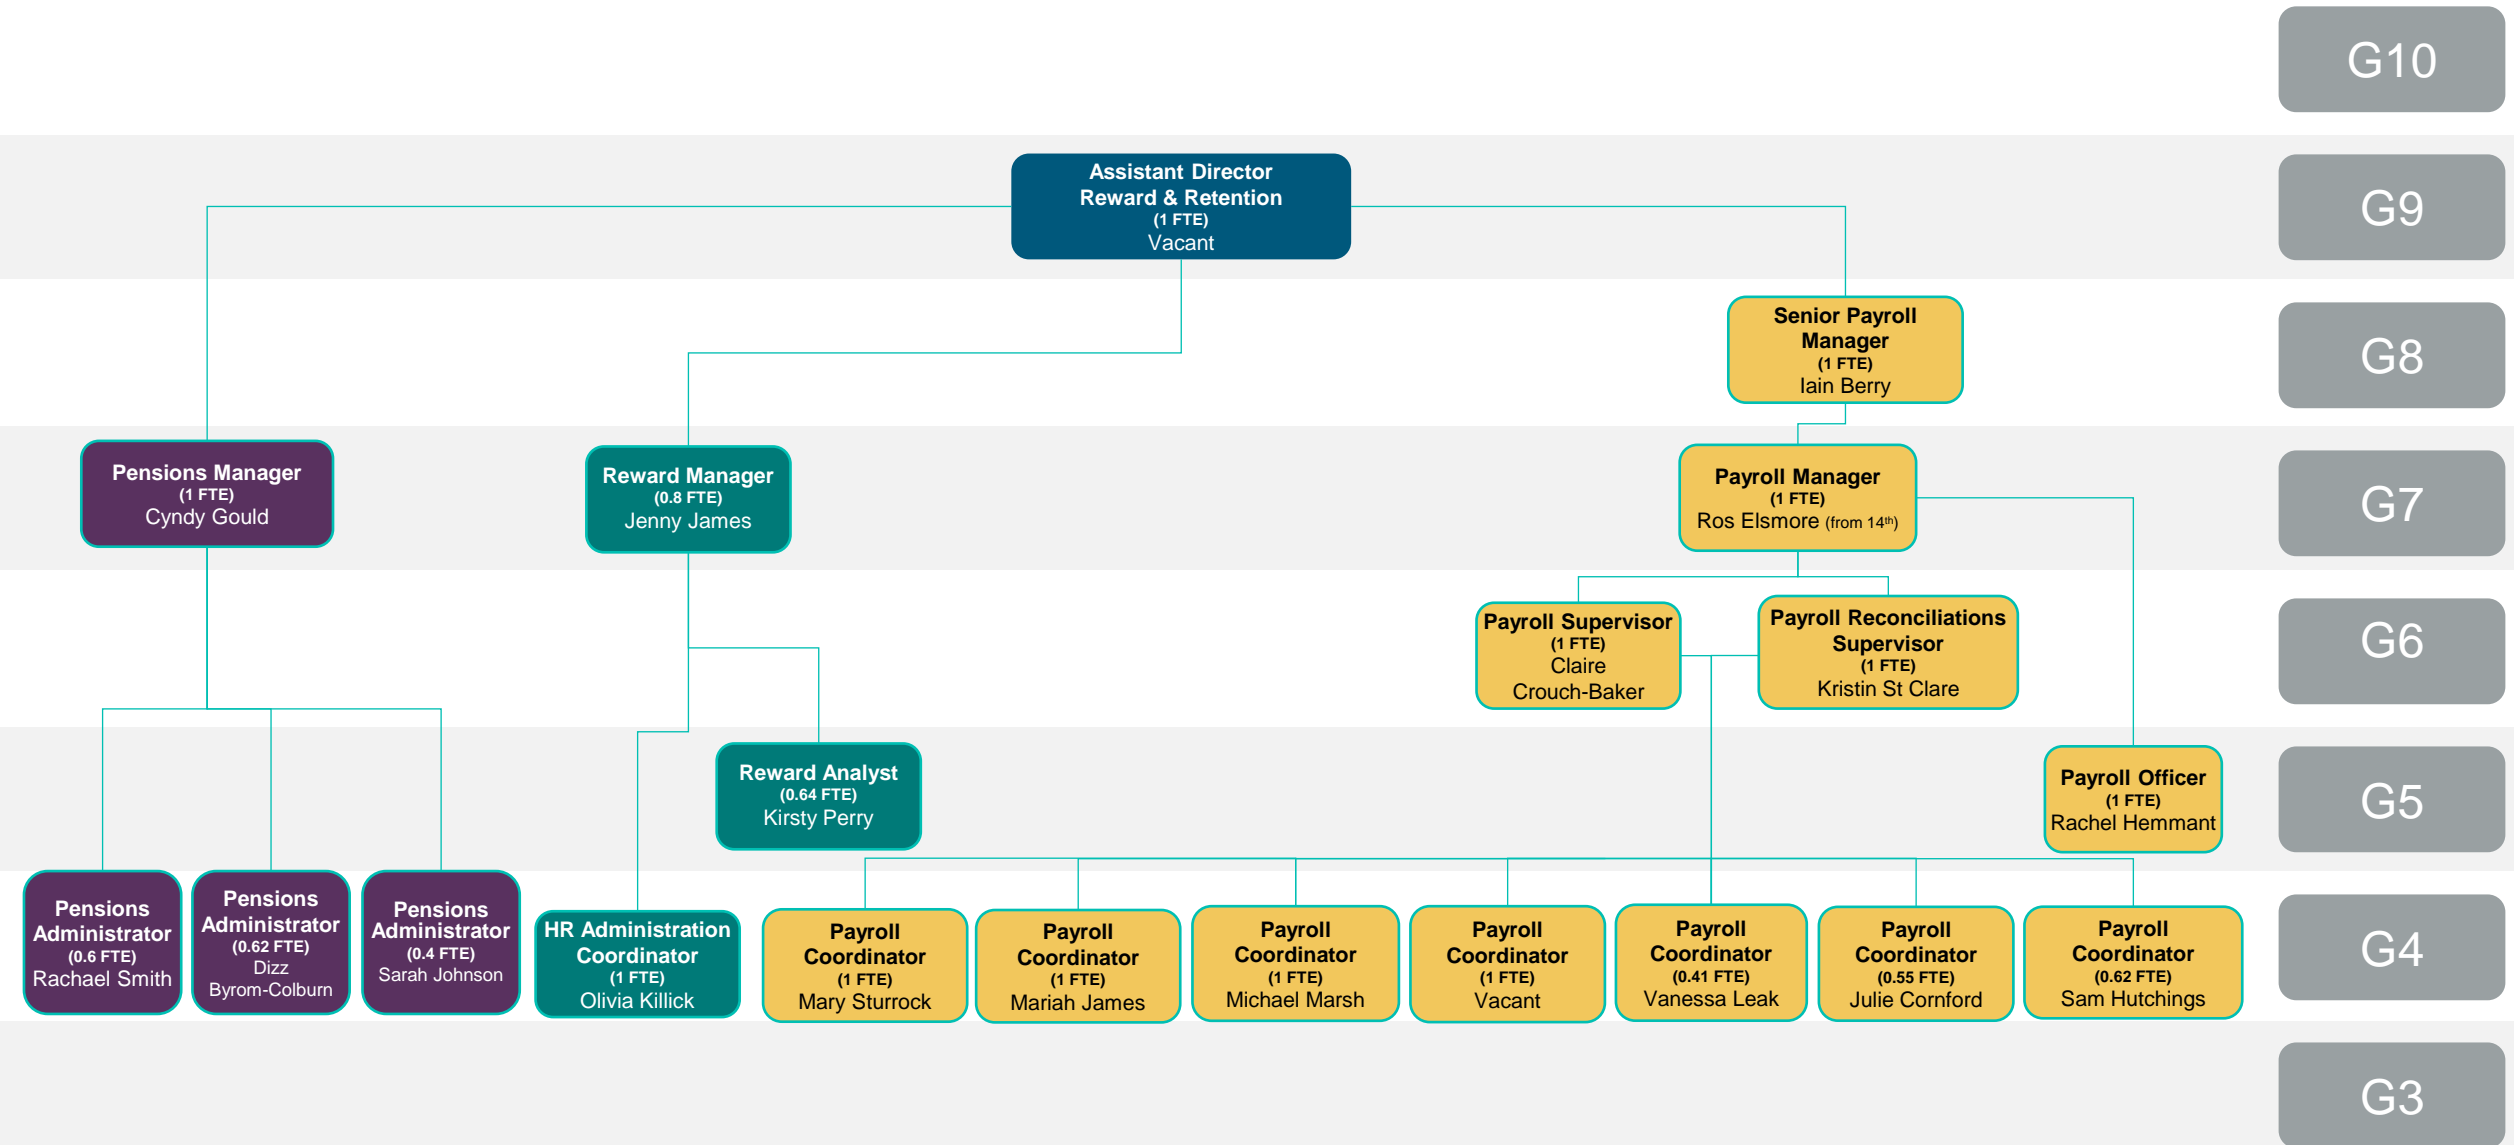 G10
Assistant Director
Reward & Retention
(1 FTE)
Vacant
G9
Senior Payroll
Manager
(1 FTE)
Iain Berry
G8
Pensions Manager
(1 FTE)
Cyndy Gould
Reward Manager
(0.8 FTE)
Jenny James
Payroll Manager
(1 FTE)
Ros Elsmore (from 14th)
G7
Payroll Supervisor
(1 FTE)
Claire
Crouch-Baker
Payroll Reconciliations
Supervisor
(1 FTE)
Kristin St Clare
G6
Reward Analyst
(0.64 FTE)
Kirsty Perry
Payroll Officer
(1 FTE)
Rachel Hemmant
G5
Pensions
Administrator
(0.6 FTE)
Rachael Smith
Pensions
Administrator
(0.62 FTE)
Dizz
Byrom-Colburn
Pensions
Administrator
(0.4 FTE)
Sarah Johnson
HR Administration
Coordinator
(1 FTE)
Olivia Killick
Payroll
Coordinator
(1 FTE)
Mary Sturrock
Payroll
Coordinator
(1 FTE)
Mariah James
Payroll
Coordinator
(1 FTE)
Michael Marsh
Payroll
Coordinator
(1 FTE)
Vacant
Payroll
Coordinator
(0.41 FTE)
Vanessa Leak
Payroll
Coordinator
(0.55 FTE)
Julie Cornford
Payroll
Coordinator
(0.62 FTE)
Sam Hutchings
G4
G3